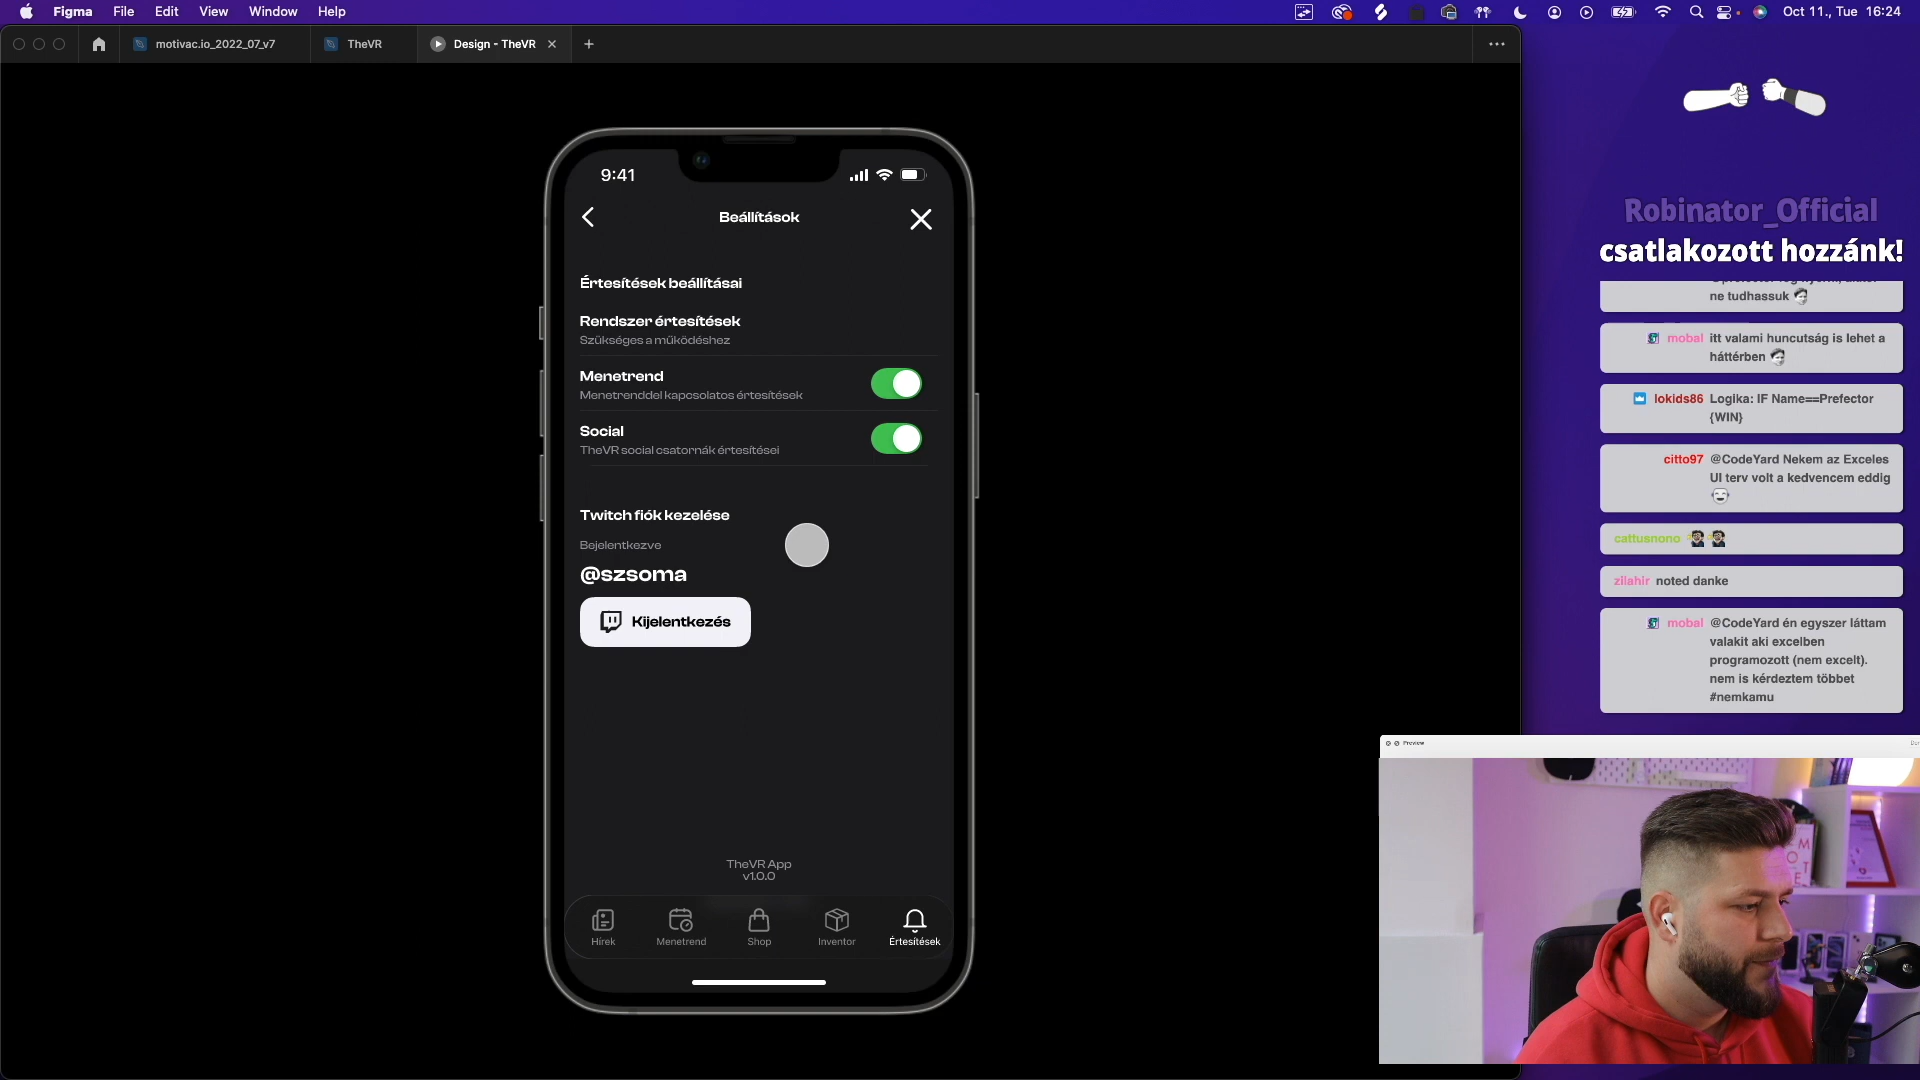 Figma File Edit View Window Help
Oct 11., Tue 16:24
motivac.io_2022_07_v7
TheVR
Design - TheVR
9:41
Beállítások
Értesítések beállításai
Rendszer értesítések
Szükséges a működéshez
Menetrend
Menetrenddel kapcsolatos értesítések
Social
TheVR social csatornák értesítései
Twitch fiók kezelése
Bejelentkezve
@szsoma
Kijelentkezés
TheVR App
v1.0.0
Hírek
Menetrend
Shop
Inventor
Értesítések
Robinator_Official
csatlakozott hozzánk!
ne tudhassuk
mobal itt valami huncutság is lehet a
háttérben
lokids86 Logika: IF Name==Prefector
{WIN}
citto97 @CodeYard Nekem az Exceles
UI terv volt a kedvencem eddig
cattusnono
zilahir noted danke
mobal @CodeYard én egyszer láttam
valakit aki excelben
programozott (nem excelt).
nem is kérdeztem többet
#nemkamu
Preview